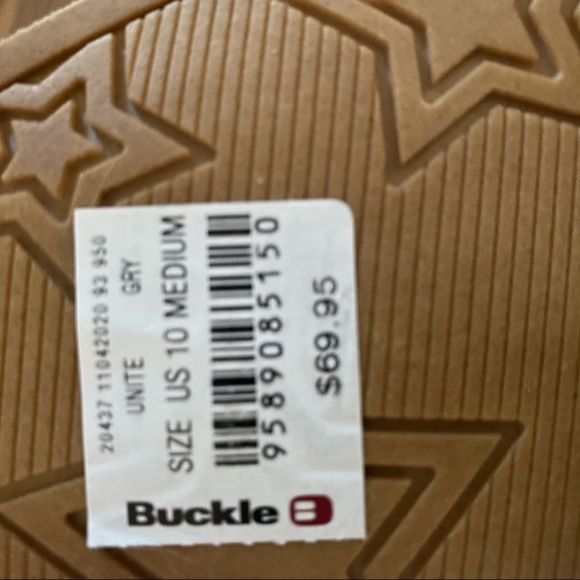 20437 11042020 93 950
UNITE GRY
SIZE US 10 MEDIUM
9589085150
$69.95
Buckle B